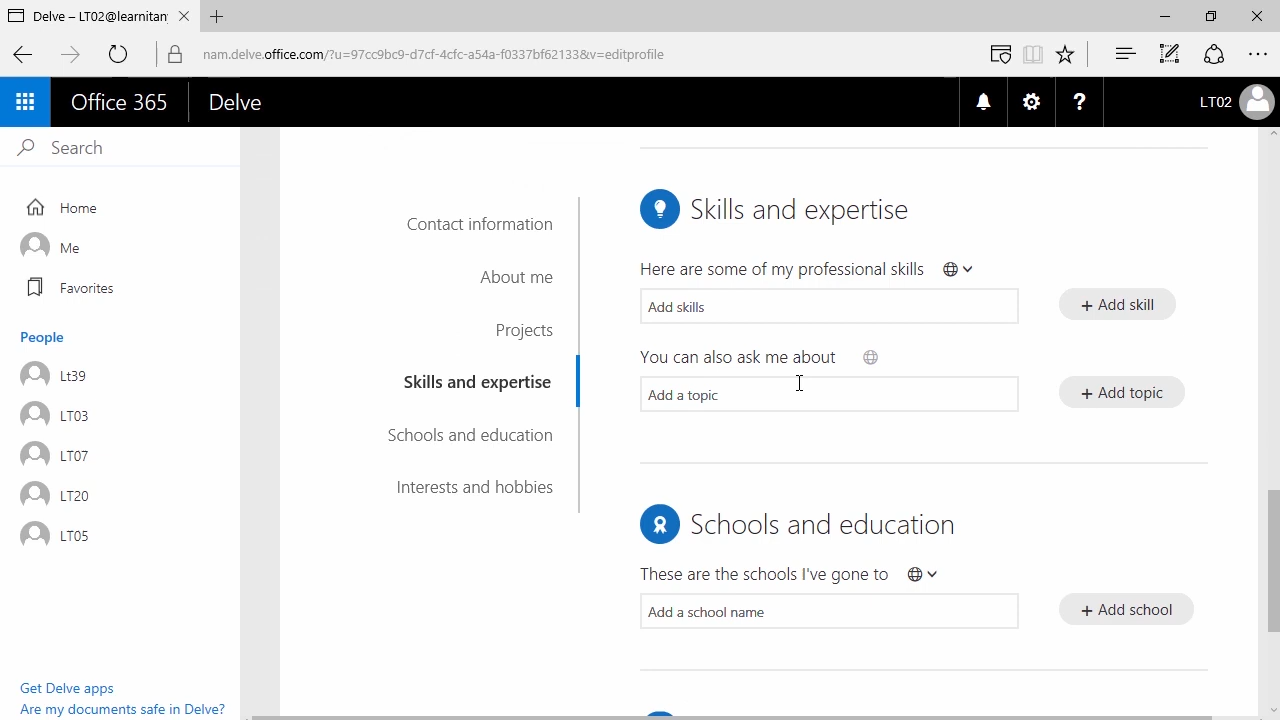 Delve – LT02@learnitan
nam.delve.office.com/?u=97cc9bc9-d7cf-4cfc-a54a-f0337bf62133&v=editprofile
Office 365
Delve
?
LT02
Search
Home
Me
Favorites
People
Lt39
LT03
LT07
LT20
LT05
Get Delve apps
Are my documents safe in Delve?
Contact information
About me
Projects
Skills and expertise
Schools and education
Interests and hobbies
Skills and expertise
Here are some of my professional skills
Add skills
+ Add skill
You can also ask me about
Add a topic
+ Add topic
Schools and education
These are the schools I've gone to
Add a school name
+ Add school